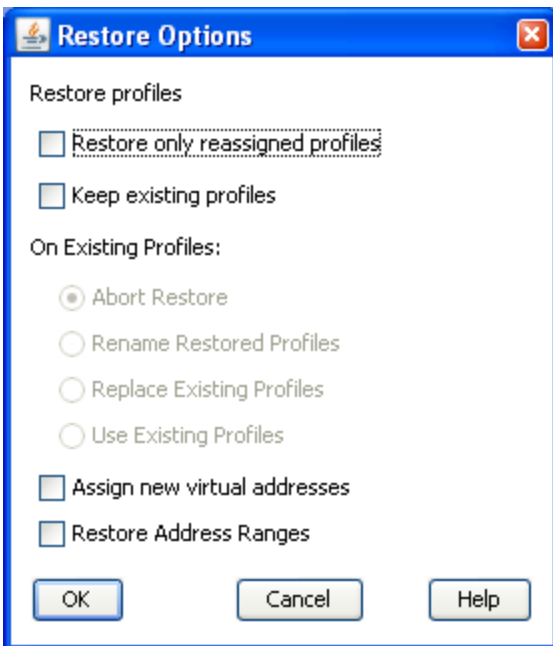 Restore Options
Restore profiles
Restore only reassigned profiles
Keep existing profiles
On Existing Profiles:
Abort Restore
Rename Restored Profiles
Replace Existing Profiles
Use Existing Profiles
Assign new virtual addresses
Restore Address Ranges
OK Cancel Help